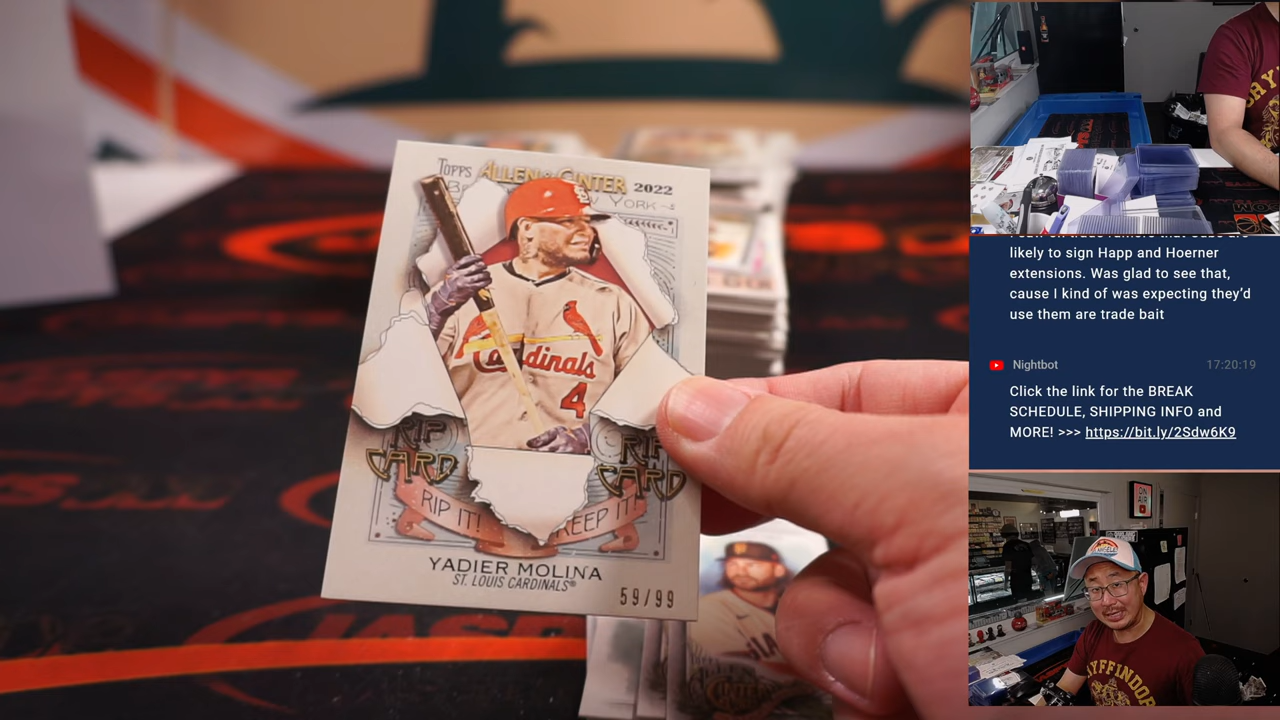 TOPPS ALLEN & GINTER 2022
YORK
Cardinals
4
RIP CARD
RIP CARD
RIP IT!
KEEP IT!
YADIER MOLINA
ST. LOUIS CARDINALS®
59/99
likely to sign Happ and Hoerner
extensions. Was glad to see that,
cause I kind of was expecting they'd
use them are trade bait
Nightbot 17:20:19
Click the link for the BREAK
SCHEDULE, SHIPPING INFO and
MORE! >>> https://bit.ly/2Sdw6K9
ON
AIR